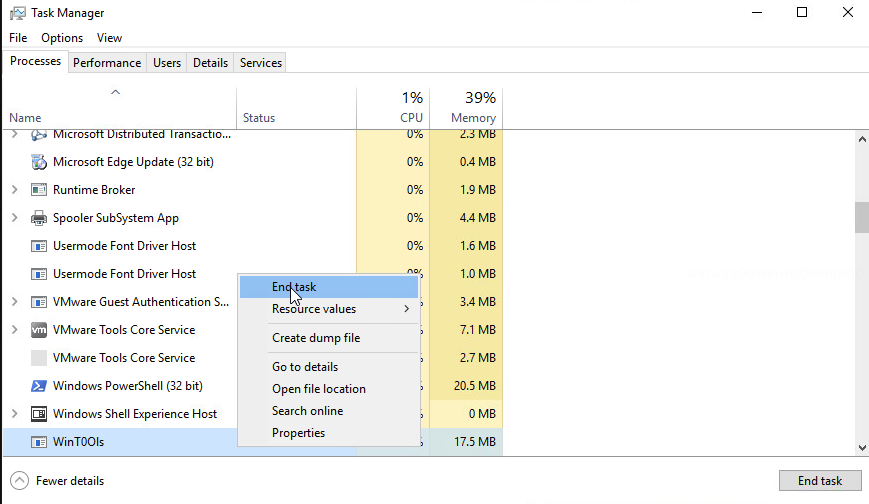 Task Manager
File Options View
Processes Performance Users Details Services
1% 39%
Name Status CPU Memory
Microsoft Distributed Transactio... 0% 2.3 MB
Microsoft Edge Update (32 bit) 0% 0.4 MB
Runtime Broker 0% 1.9 MB
Spooler SubSystem App 0% 4.4 MB
Usermode Font Driver Host 0% 1.6 MB
Usermode Font Driver Host 0% 1.0 MB
End task
VMware Guest Authentication S... 3.4 MB
Resource values
VMware Tools Core Service 7.1 MB
vm
Create dump file
VMware Tools Core Service 2.7 MB
Go to details
Windows PowerShell (32 bit) 20.5 MB
Open file location
Windows Shell Experience Host % 0 MB
Search online
WinT0Ols % 17.5 MB
Properties
Fewer details End task